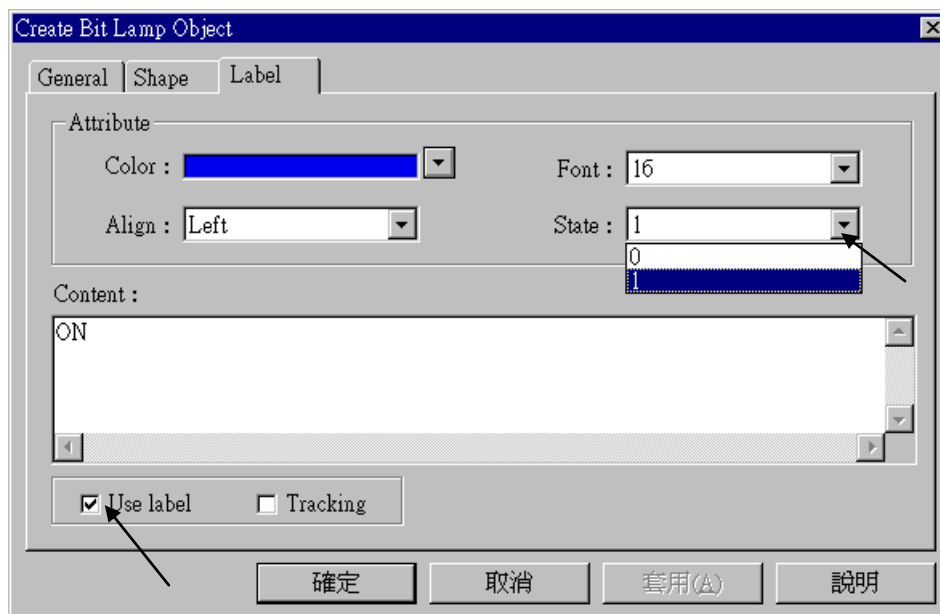 Create Bit Lamp Object
General Shape Label
Attribute
Color : Font : 16
Align : Left State : 1
0
1
Content :
ON
Use label Tracking
確定 取消 套用(A) 說明